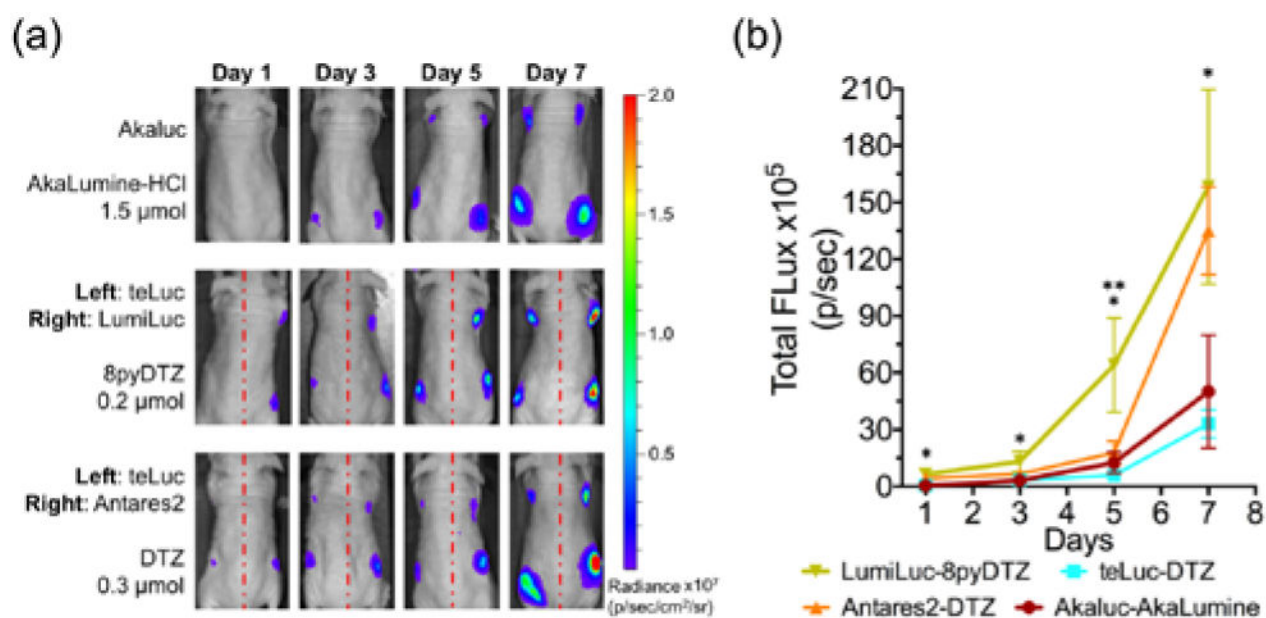 (a)
Day 1 Day 3 Day 5 Day 7
Akaluc
AkaLumine-HCl
1.5 μmol
Left: teLuc
Right: LumiLuc
8pyDTZ
0.2 μmol
Left: teLuc
Right: Antares2
DTZ
0.3 μmol
2.0
1.5
1.0
0.5
Radiance x10⁷
(p/sec/cm²/sr)
(b)
Total FLux x10⁵
(p/sec)
210
180
150
120
90
60
30
0
*
*
**
*
*
1 2 3 4 5 6 7 8
Days
LumiLuc-8pyDTZ teLuc-DTZ
Antares2-DTZ Akaluc-AkaLumine